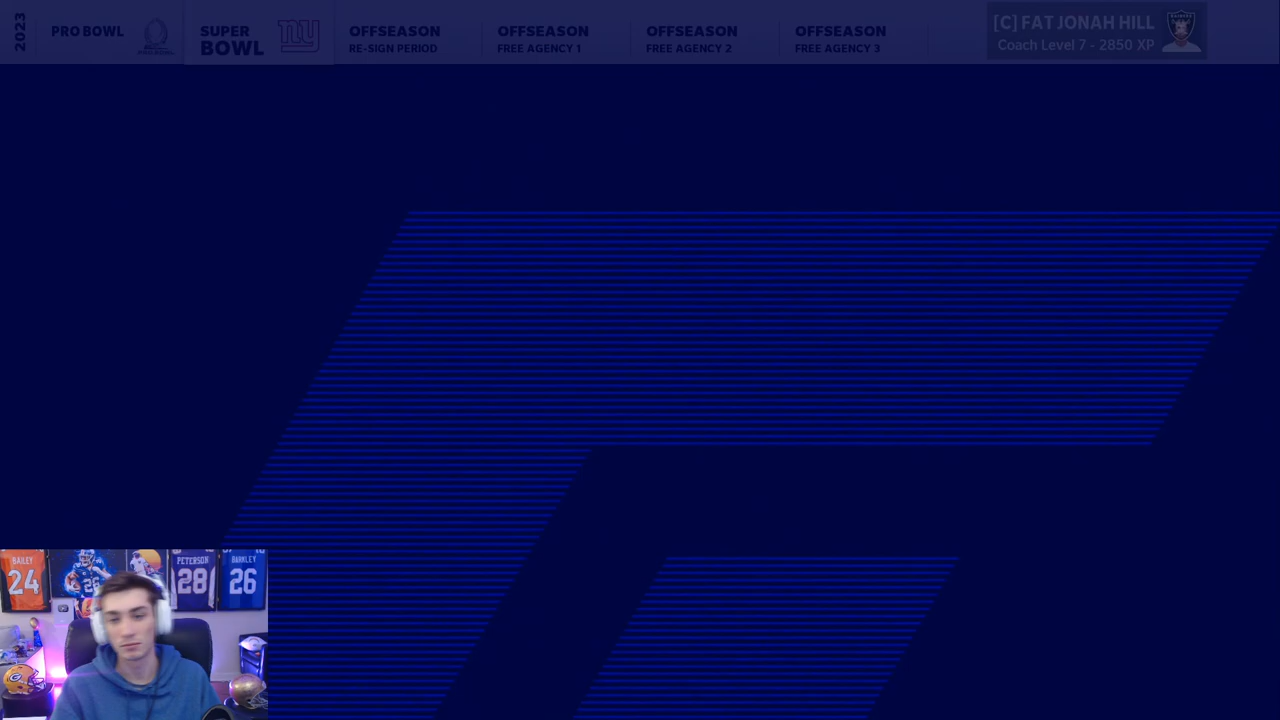 2023
PRO BOWL
SUPER
BOWL
OFFSEASON
RE-SIGN PERIOD
OFFSEASON
FREE AGENCY 1
OFFSEASON
FREE AGENCY 2
OFFSEASON
FREE AGENCY 3
[C] FAT JONAH HILL
Coach Level 7 - 2850 XP
BAILEY
24
26
PETERSON
28
BARKLEY
26